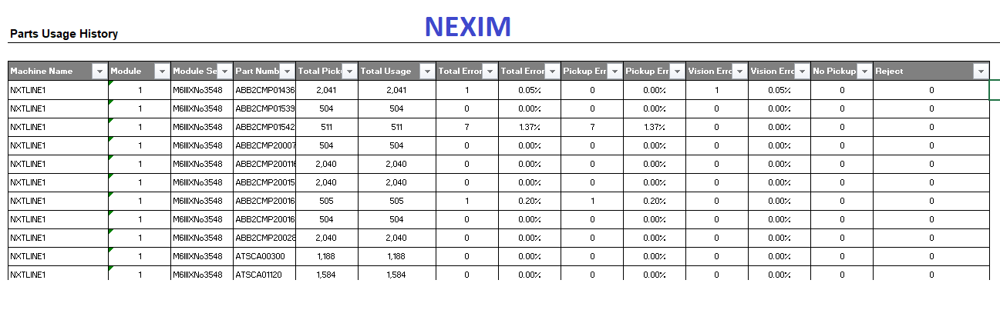 NEXIM
Parts Usage History
Machine Name Module Module Se Part Numb Total Pick Total Usage Total Error Total Error Pickup Err Pickup Err Vision Erro Vision Erro No Pickup Reject
NXTLINE1 1 M6IIIXNo3548 ABB2CMP01436 2,041 2,041 1 0.05% 0 0.00% 1 0.05% 0 0
NXTLINE1 1 M6IIIXNo3548 ABB2CMP01539 504 504 0 0.00% 0 0.00% 0 0.00% 0 0
NXTLINE1 1 M6IIIXNo3548 ABB2CMP01542 511 511 7 1.37% 7 1.37% 0 0.00% 0 0
NXTLINE1 1 M6IIIXNo3548 ABB2CMP20007 504 504 0 0.00% 0 0.00% 0 0.00% 0 0
NXTLINE1 1 M6IIIXNo3548 ABB2CMP20011 2,040 2,040 0 0.00% 0 0.00% 0 0.00% 0 0
NXTLINE1 1 M6IIIXNo3548 ABB2CMP20015 2,040 2,040 0 0.00% 0 0.00% 0 0.00% 0 0
NXTLINE1 1 M6IIIXNo3548 ABB2CMP20016 505 505 1 0.20% 1 0.20% 0 0.00% 0 0
NXTLINE1 1 M6IIIXNo3548 ABB2CMP20016 504 504 0 0.00% 0 0.00% 0 0.00% 0 0
NXTLINE1 1 M6IIIXNo3548 ABB2CMP20028 2,040 2,040 0 0.00% 0 0.00% 0 0.00% 0 0
NXTLINE1 1 M6IIIXNo3548 ATSCA00300 1,188 1,188 0 0.00% 0 0.00% 0 0.00% 0 0
NXTLINE1 1 M6IIIXNo3548 ATSCA01120 1,584 1,584 0 0.00% 0 0.00% 0 0.00% 0 0